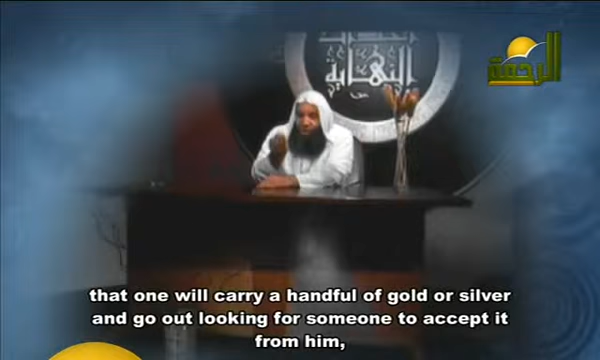 أحداث
النهاية
الرحمة
that one will carry a handful of gold or silver
and go out looking for someone to accept it
from him,